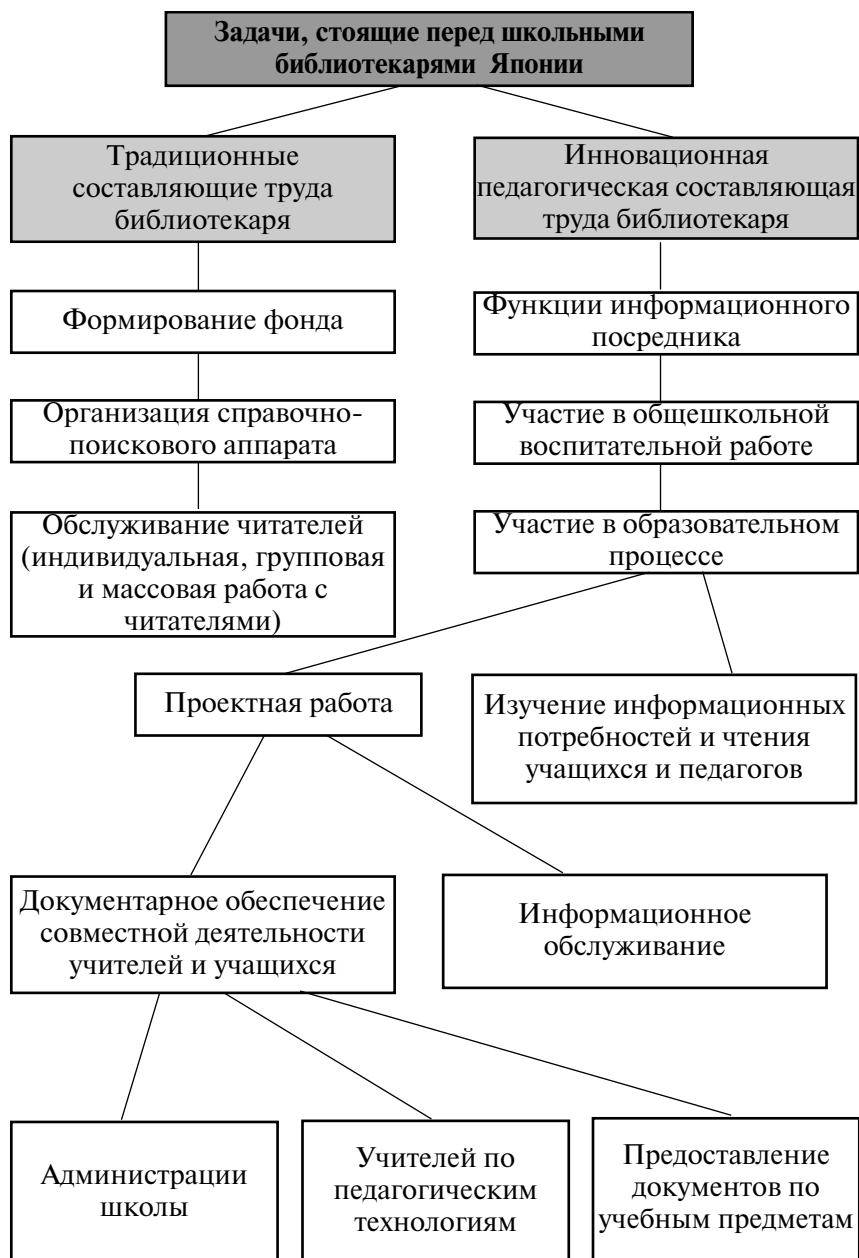 Задачи, стоящие перед школьными
библиотекарями Японии
Традиционные
составляющие труда
библиотекаря
Инновационная
педагогическая составляющая
труда библиотекаря
Формирование фонда
Функции информационного
посредника
Организация справочно-
поискового аппарата
Участие в общешкольной
воспитательной работе
Обслуживание читателей
(индивидуальная, групповая
и массовая работа с
читателями)
Участие в образовательном
процессе
Проектная работа
Изучение информационных
потребностей и чтения
учащихся и педагогов
Документарное обеспечение
совместной деятельности
учителей и учащихся
Информационное
обслуживание
Администрации
школы
Учителей по
педагогическим
технологиям
Предоставление
документов по
учебным предметам